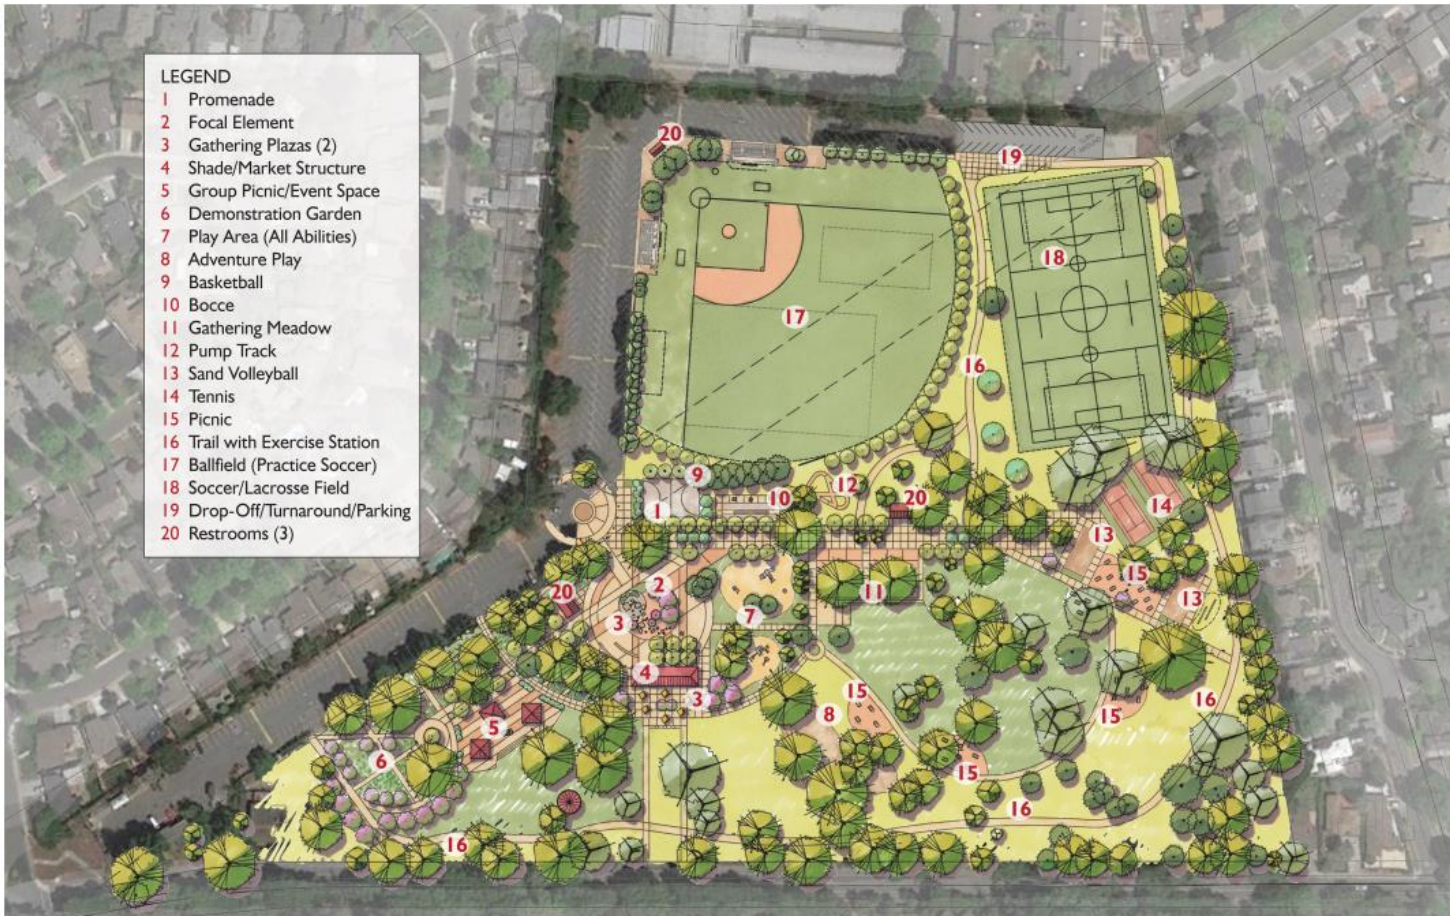 LEGEND
1 Promenade
2 Focal Element
3 Gathering Plazas (2)
4 Shade/Market Structure
5 Group Picnic/Event Space
6 Demonstration Garden
7 Play Area (All Abilities)
8 Adventure Play
9 Basketball
10 Bocce
11 Gathering Meadow
12 Pump Track
13 Sand Volleyball
14 Tennis
15 Picnic
16 Trail with Exercise Station
17 Ballfield (Practice Soccer)
18 Soccer/Lacrosse Field
19 Drop-Off/Turnaround/Parking
20 Restrooms (3)
20
19
18
17
16
9
12
10
1
20
14
13
15
13
2
20
3
11
7
4
3
15
16
15
8
5
6
15
16
16